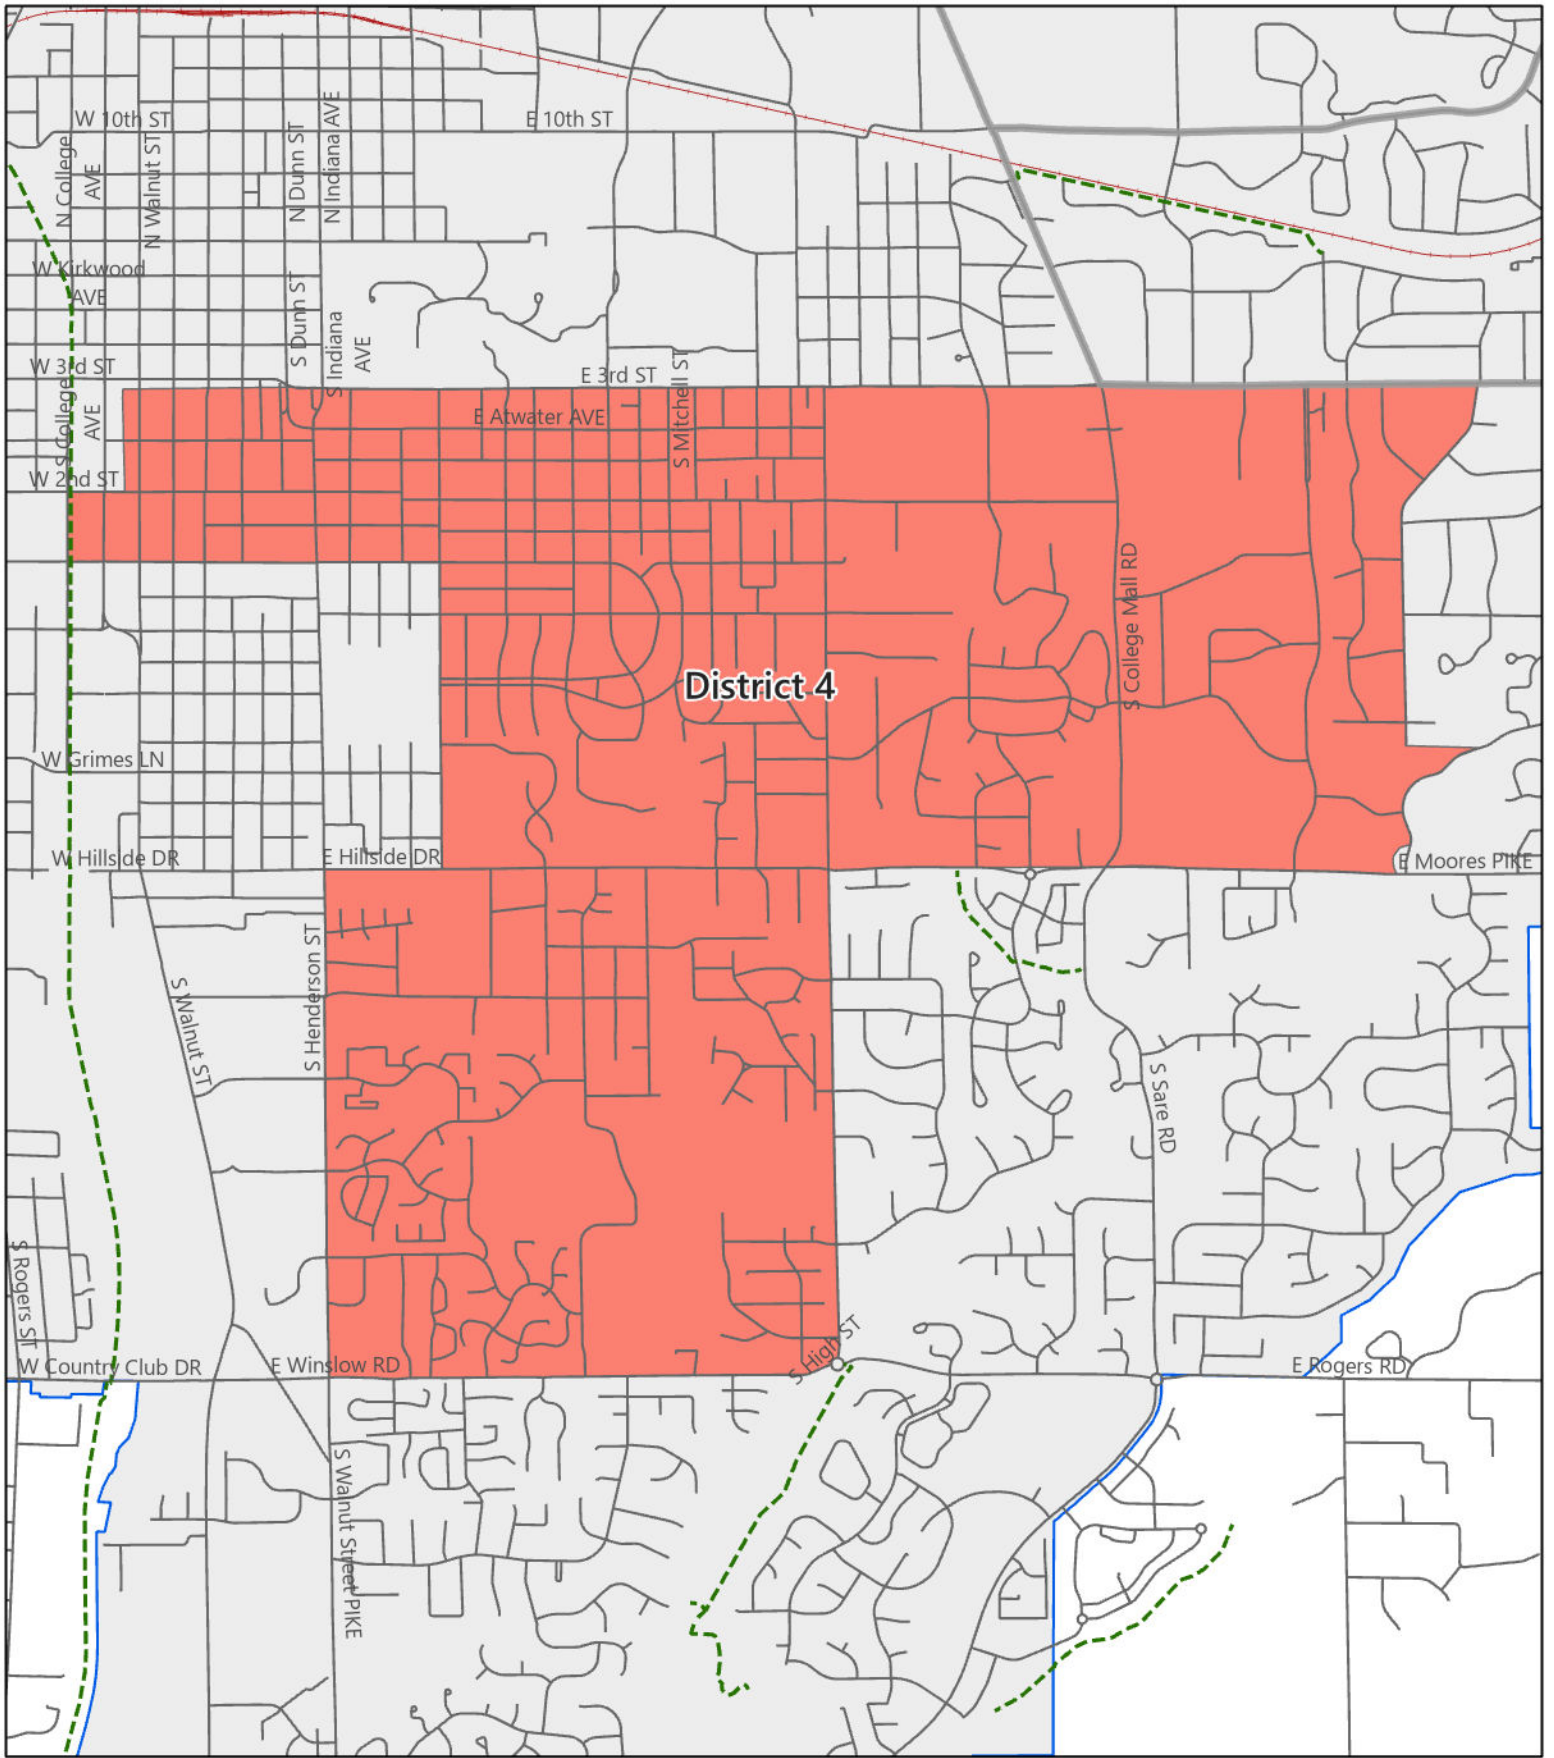 W 10th ST
E 10th ST
N College
AVE
N Walnut ST
N Dunn ST
N Indiana AVE
W Kirkwood
AVE
S Dunn ST
S Indiana
AVE
W 3rd ST
E 3rd ST
S College
AVE
E Atwater AVE
S Mitchell ST
W 2nd ST
S College Mall RD
District 4
W Grimes LN
W Hillside DR
E Hillside DR
E Moores PIKE
S Walnut ST
S Henderson ST
S Sare RD
S Rogers ST
W Country Club DR
E Winslow RD
S High ST
E Rogers RD
S Walnut Street PIKE